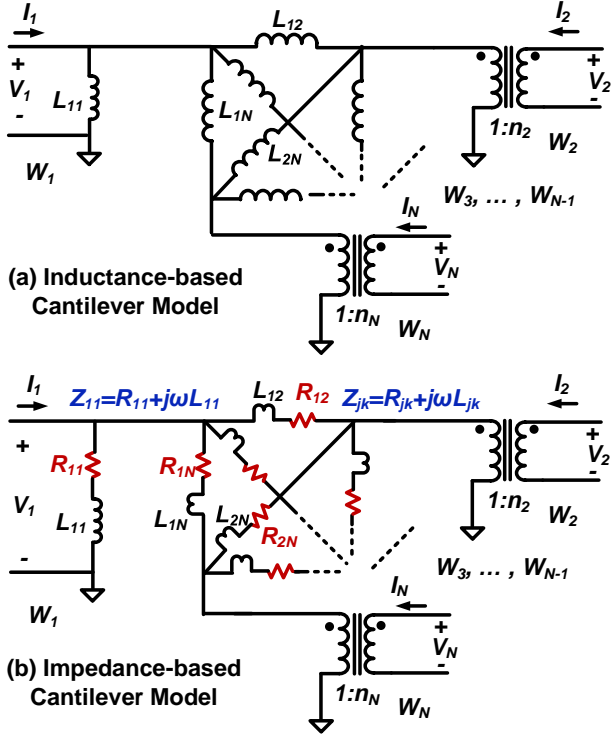 I1
L12
I2
+
V1
-
L11
L1N
L2N
+
V2
-
1:n2
W2
W1
W3, ... , WN-1
IN
+
VN
-
1:nN
WN
(a) Inductance-based
Cantilever Model
I1
Z11=R11+jωL11
L12
R12
Zjk=Rjk+jωLjk
I2
+
V1
-
R11
L11
R1N
L1N
L2N
R2N
+
V2
-
1:n2
W2
W1
W3, ... , WN-1
IN
+
VN
-
1:nN
WN
(b) Impedance-based
Cantilever Model